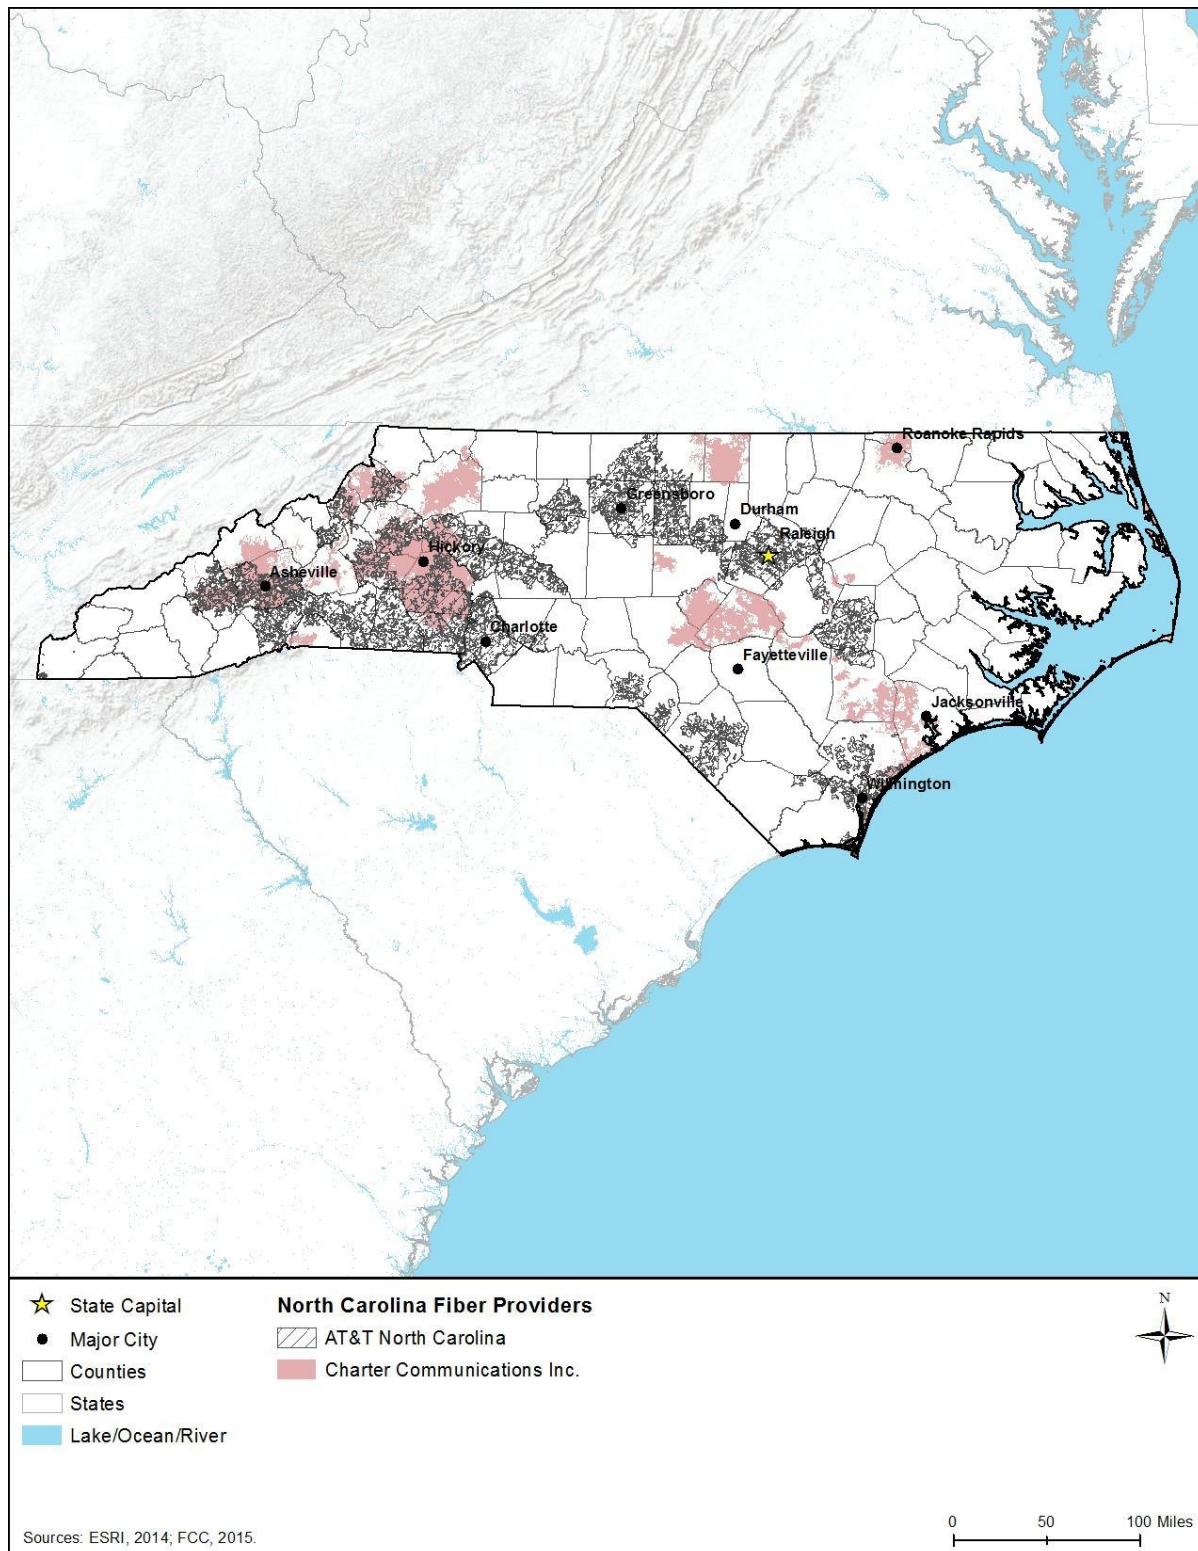 Roanoke Rapids
Greensboro
Durham
Raleigh
Hickory
Asheville
Charlotte
Fayetteville
Jacksonville
Wilmington
State Capital
North Carolina Fiber Providers
N
Major City
AT&T North Carolina
Counties
Charter Communications Inc.
States
Lake/Ocean/River
Sources: ESRI, 2014; FCC, 2015.
0 50 100 Miles